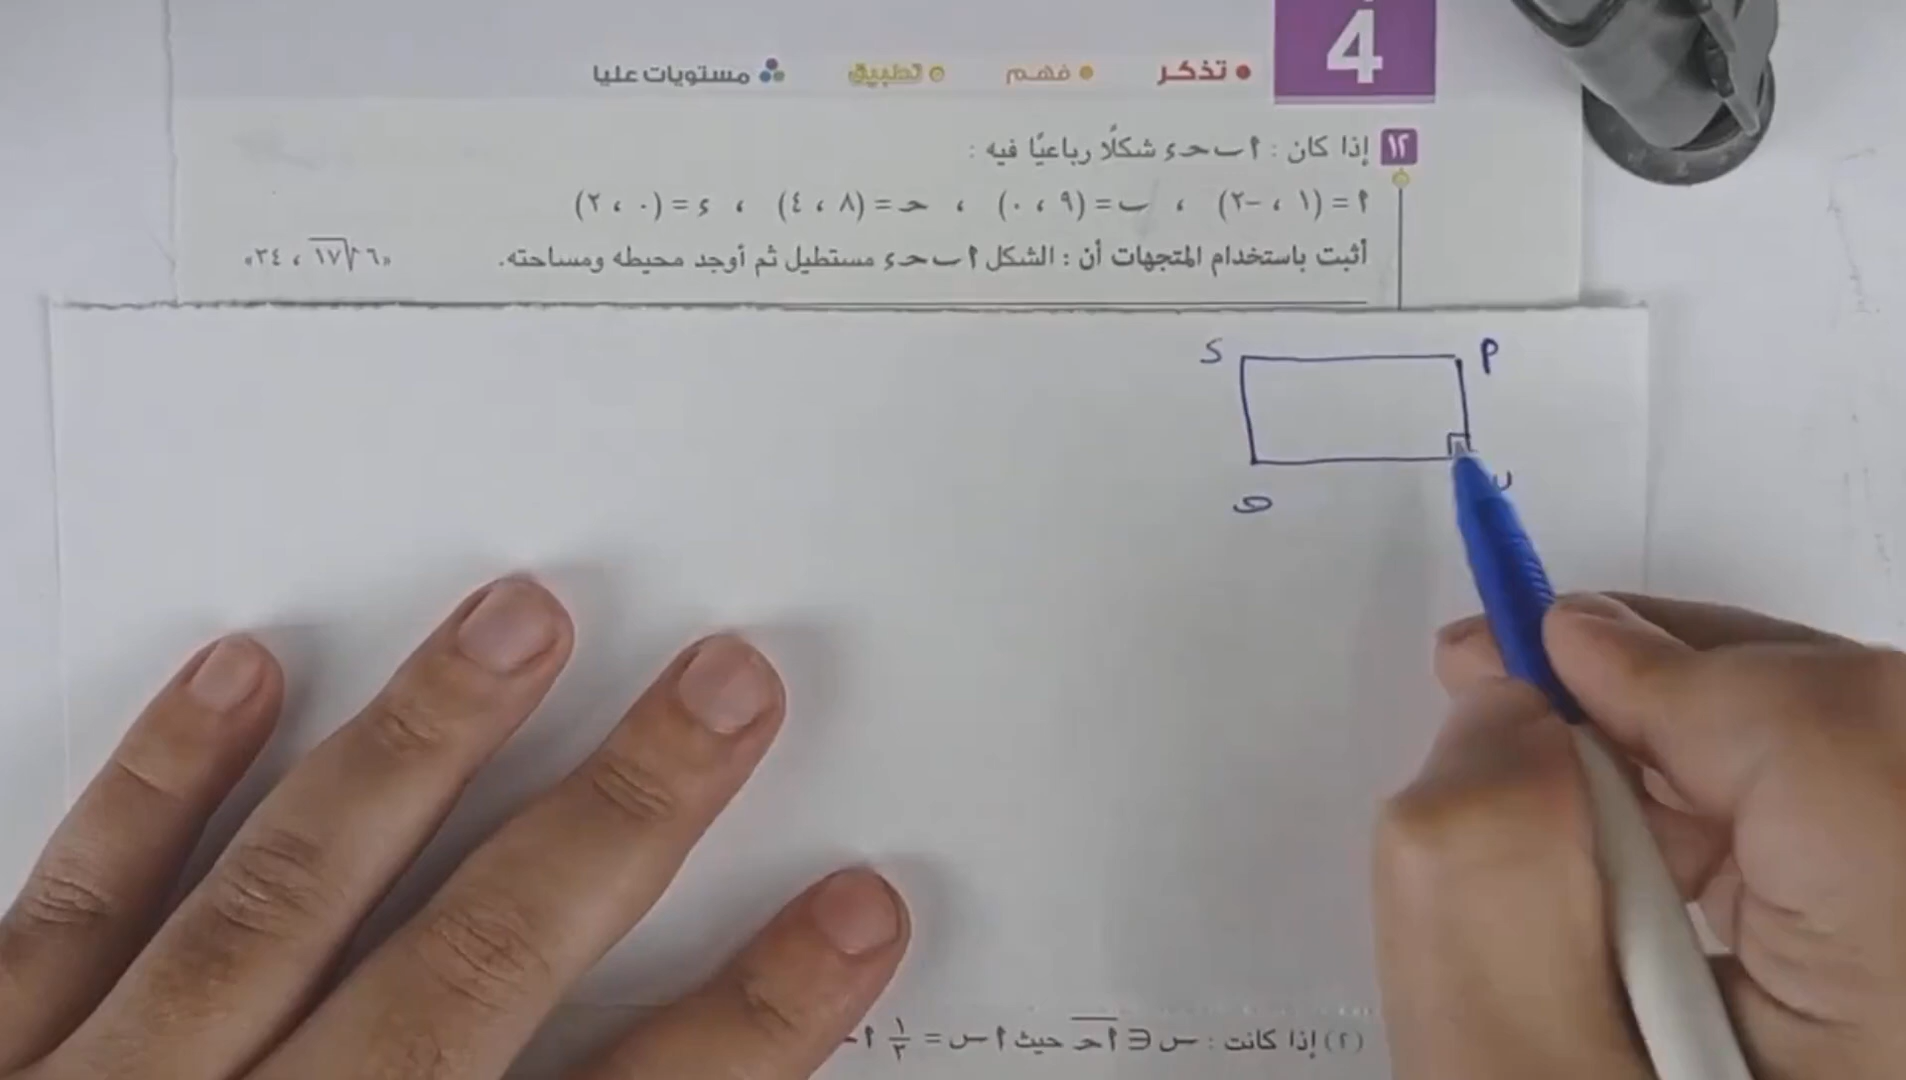 4
• تذكر • فهم • تطبيق مستويات عليا
١٢ إذا كان : ا ب حـ ء شكلًا رباعيًا فيه :
ا = (١ ، -٢) ، ب = (٩ ، ٠) ، حـ = (٨ ، ٤) ، ء = (٠ ، ٢)
أثبت باستخدام المتجهات أن : الشكل ا ب حـ ء مستطيل ثم أوجد محيطه ومساحته. «٦√١٧ ، ٣٤»
ء ا
حـ ب
(٢) إذا كانت : س ∈ ا حـ حيث ا س = ١/٣ ا